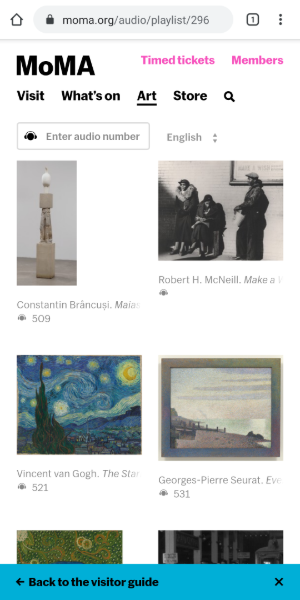 moma.org/audio/playlist/296
1
MoMA
Timed tickets Members
Visit What's on Art Store
Enter audio number
English
Constantin Brâncuși. Maias
509
Robert H. McNeill. Make a
Vincent van Gogh. The Star
521
Georges-Pierre Seurat. Eve
531
← Back to the visitor guide ×